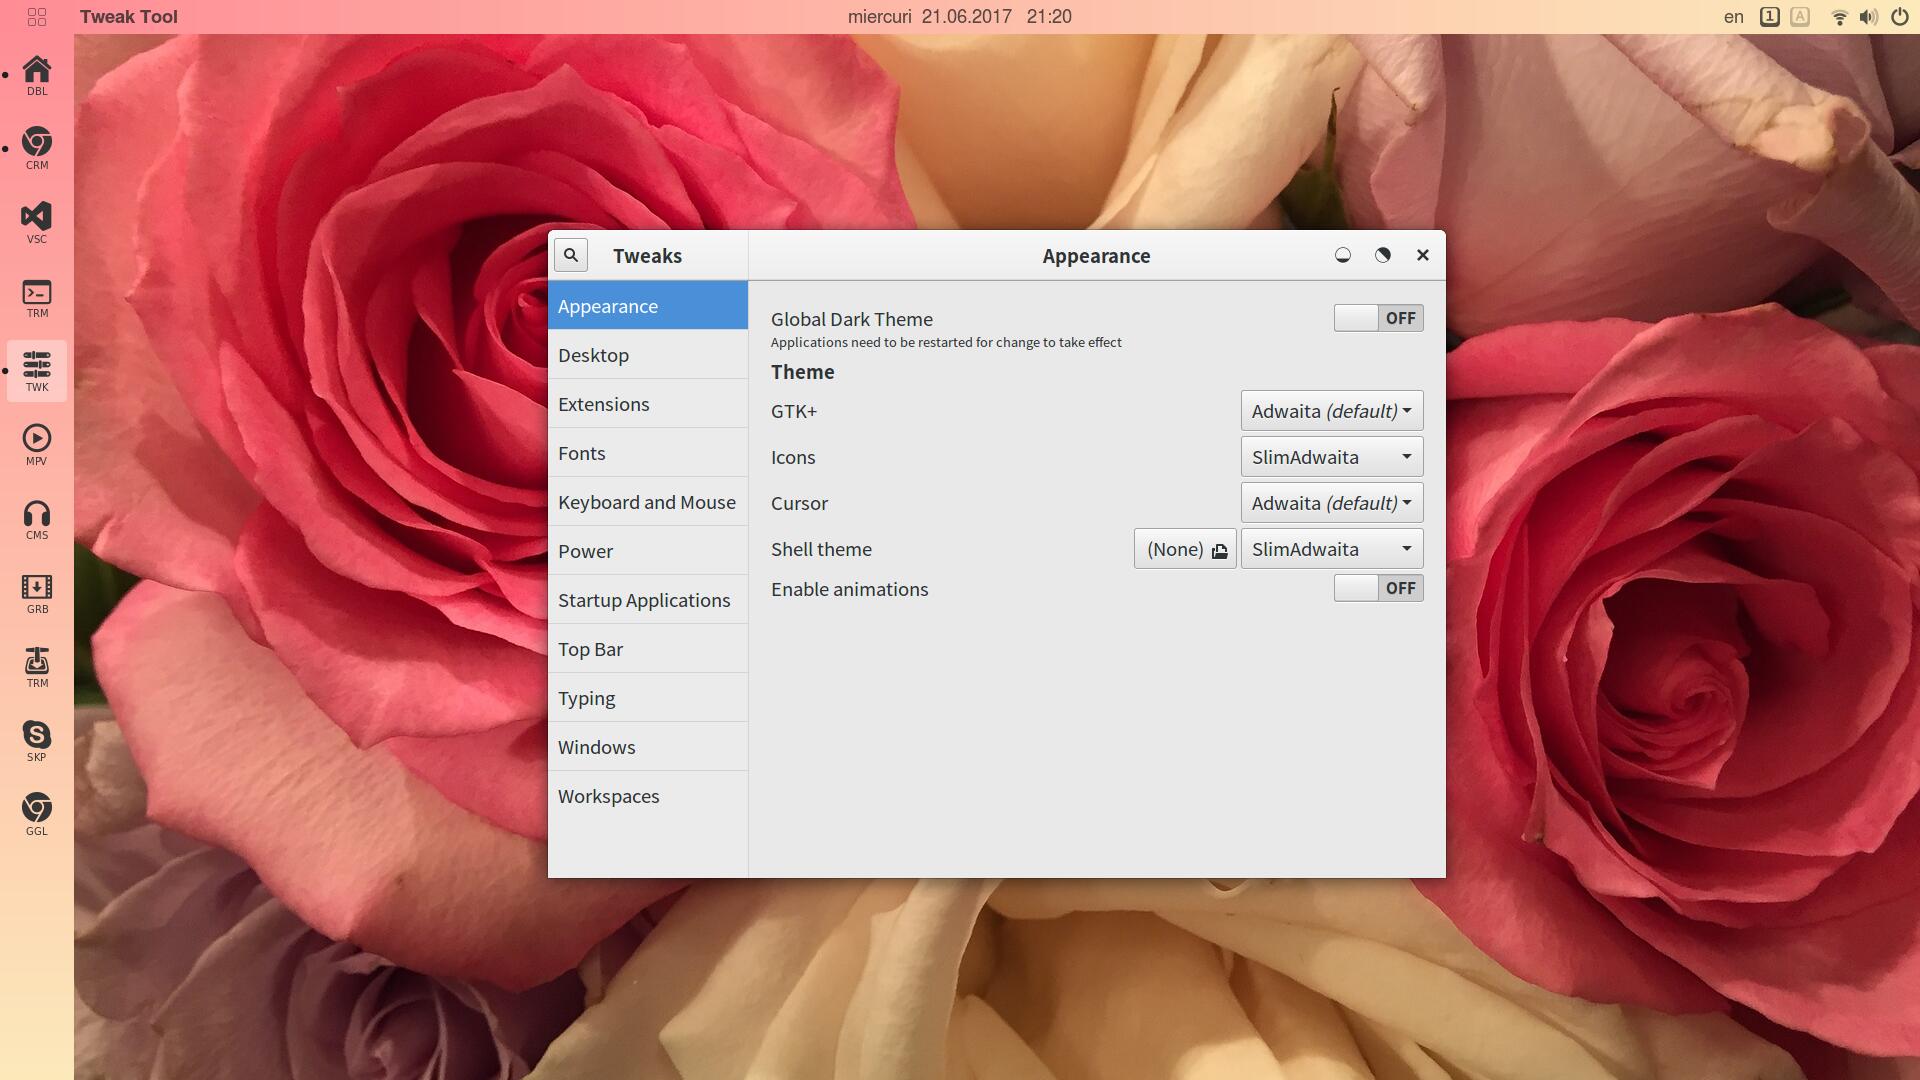 Tweak Tool
miercuri 21.06.2017 21:20
en 1 A
DBL
CRM
VSC
TRM
TWK
MPV
CMS
GRB
TRM
SKP
GGL
Tweaks
Appearance
Appearance
Desktop
Extensions
Fonts
Keyboard and Mouse
Power
Startup Applications
Top Bar
Typing
Windows
Workspaces
Global Dark Theme OFF
Applications need to be restarted for change to take effect
Theme
GTK+ Adwaita (default)
Icons SlimAdwaita
Cursor Adwaita (default)
Shell theme (None) SlimAdwaita
Enable animations OFF